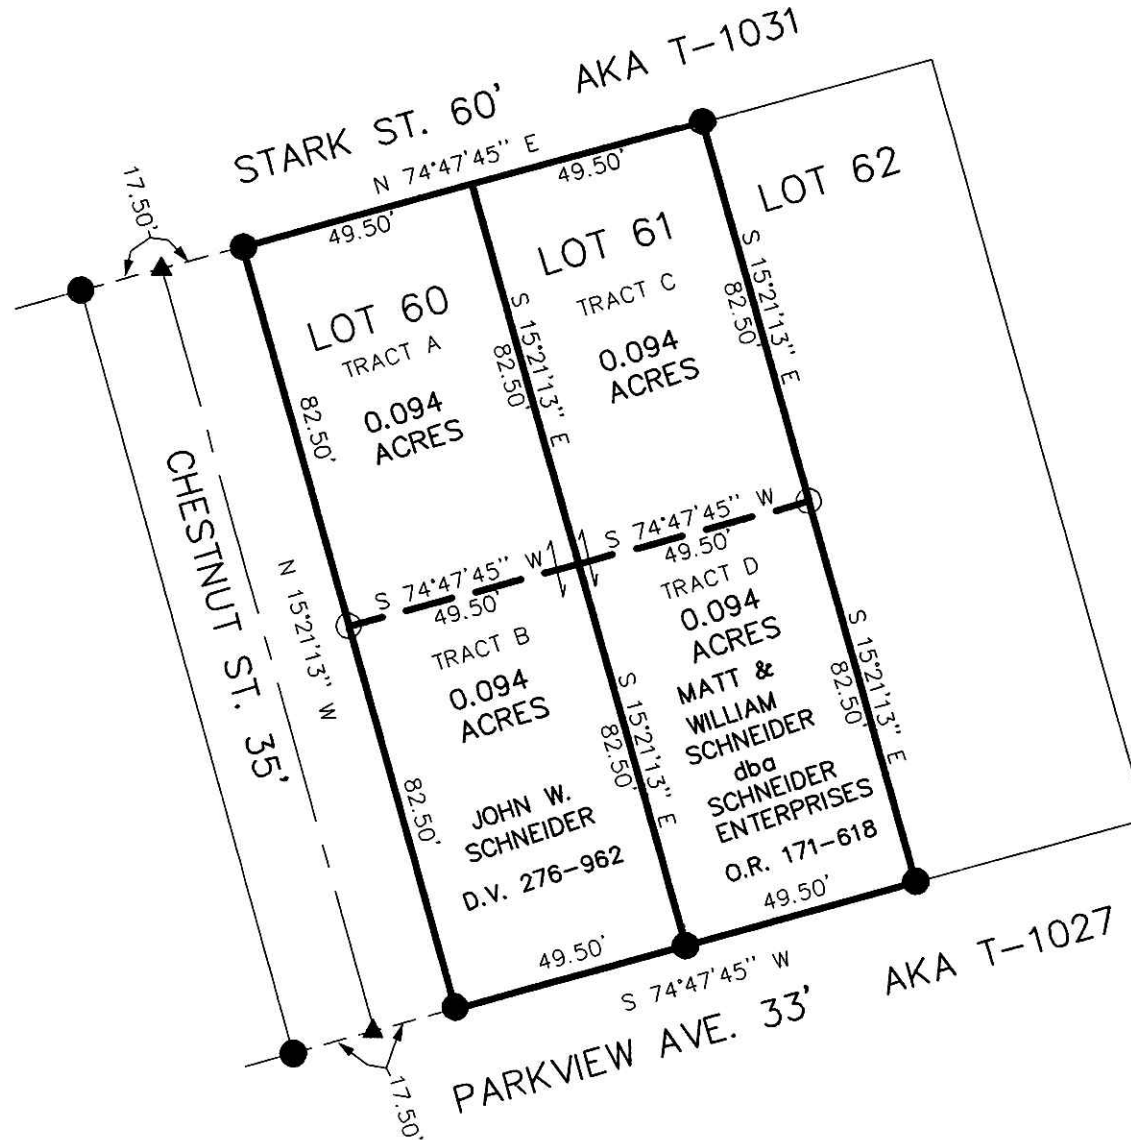 STARK ST. 60' AKA T-1031
N 74°47'45" E
17.50'
49.50'
49.50'
LOT 60
TRACT A
0.094
ACRES
82.50'
LOT 61
TRACT C
0.094
ACRES
S 15°21'13" E
82.50'
LOT 62
S 15°21'13" E
82.50'
CHESTNUT ST. 35'
N 15°21'13" W
S 74°47'45" W
49.50'
S 74°47'45" W
49.50'
TRACT B
0.094
ACRES
82.50'
JOHN W.
SCHNEIDER
D.V. 276-962
49.50'
TRACT D
0.094
ACRES
MATT &
WILLIAM
SCHNEIDER
dba
SCHNEIDER
ENTERPRISES
O.R. 171-618
49.50'
S 15°21'13" E
82.50'
S 15°21'13" E
82.50'
S 74°47'45" W
17.50'
PARKVIEW AVE. 33' AKA T-1027